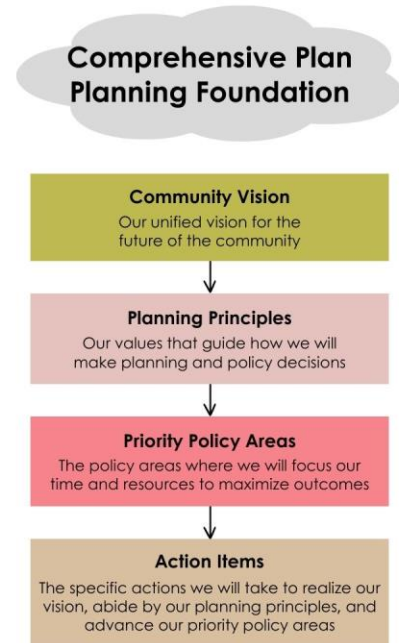 Comprehensive Plan
Planning Foundation
Community Vision
Our unified vision for the
future of the community
Planning Principles
Our values that guide how we will
make planning and policy decisions
Priority Policy Areas
The policy areas where we will focus our
time and resources to maximize outcomes
Action Items
The specific actions we will take to realize our
vision, abide by our planning principles, and
advance our priority policy areas